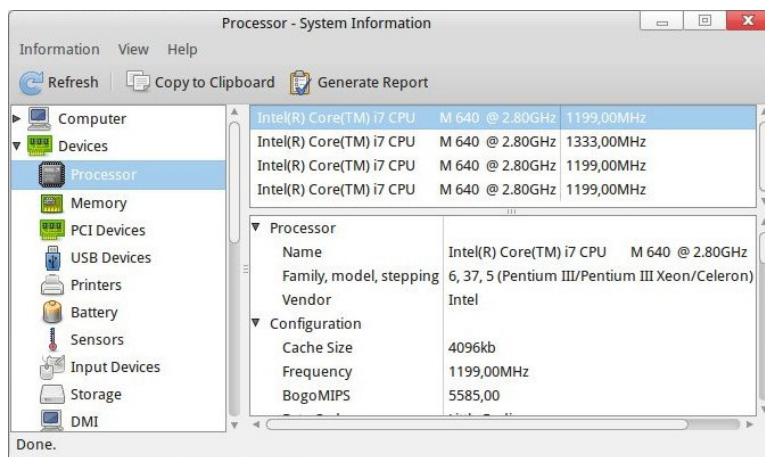 Processor - System Information
Information View Help
Refresh Copy to Clipboard Generate Report
Computer
Devices
Processor
Memory
PCI Devices
USB Devices
Printers
Battery
Sensors
Input Devices
Storage
DMI
Intel(R) Core(TM) i7 CPU M 640 @ 2.80GHz 1199,00MHz
Intel(R) Core(TM) i7 CPU M 640 @ 2.80GHz 1333,00MHz
Intel(R) Core(TM) i7 CPU M 640 @ 2.80GHz 1199,00MHz
Intel(R) Core(TM) i7 CPU M 640 @ 2.80GHz 1199,00MHz
Processor
Name Intel(R) Core(TM) i7 CPU M 640 @ 2.80GHz
Family, model, stepping 6, 37, 5 (Pentium III/Pentium III Xeon/Celeron)
Vendor Intel
Configuration
Cache Size 4096kb
Frequency 1199,00MHz
BogoMIPS 5585,00
Done.